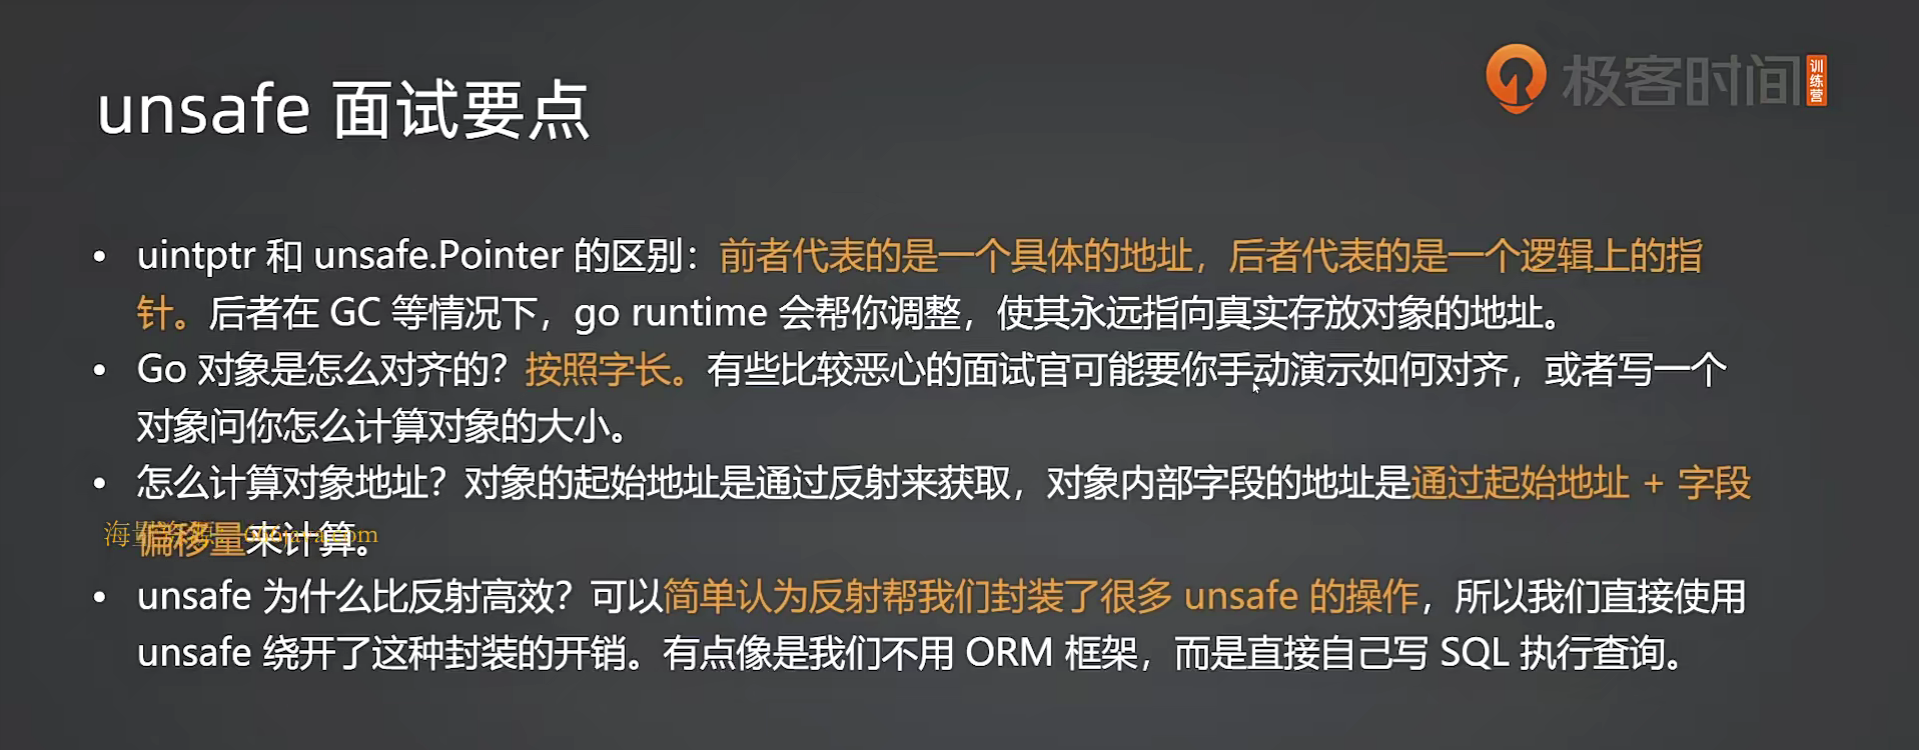 极客时间
训练营
unsafe 面试要点
• uintptr 和 unsafe.Pointer 的区别：前者代表的是一个具体的地址，后者代表的是一个逻辑上的指
针。后者在 GC 等情况下，go runtime 会帮你调整，使其永远指向真实存放对象的地址。
• Go 对象是怎么对齐的？按照字长。有些比较恶心的面试官可能要你手动演示如何对齐，或者写一个
对象问你怎么计算对象的大小。
• 怎么计算对象地址？对象的起始地址是通过反射来获取，对象内部字段的地址是通过起始地址 + 字段
偏移量来计算。
• unsafe 为什么比反射高效？可以简单认为反射帮我们封装了很多 unsafe 的操作，所以我们直接使用
unsafe 绕开了这种封装的开销。有点像是我们不用 ORM 框架，而是直接自己写 SQL 执行查询。